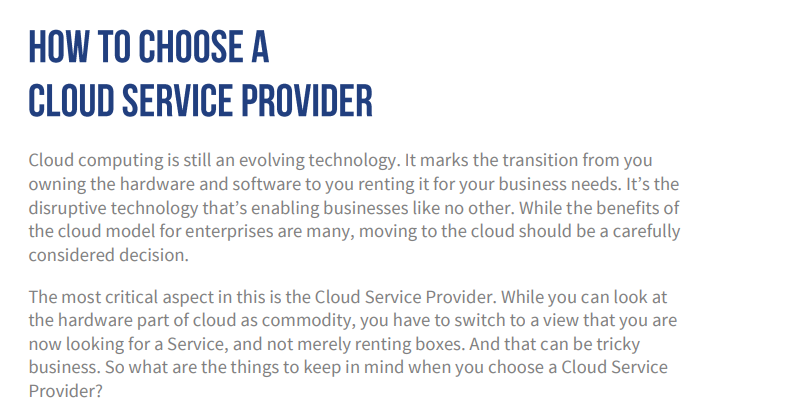 HOW TO CHOOSE A
CLOUD SERVICE PROVIDER
Cloud computing is still an evolving technology. It marks the transition from you
owning the hardware and software to you renting it for your business needs. It’s the
disruptive technology that’s enabling businesses like no other. While the benefits of
the cloud model for enterprises are many, moving to the cloud should be a carefully
considered decision.
The most critical aspect in this is the Cloud Service Provider. While you can look at
the hardware part of cloud as commodity, you have to switch to a view that you are
now looking for a Service, and not merely renting boxes. And that can be tricky
business. So what are the things to keep in mind when you choose a Cloud Service
Provider?